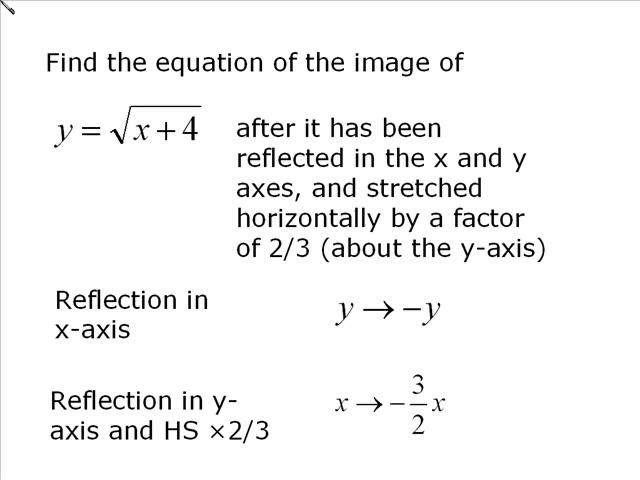 Find the equation of the image of
y = √(x + 4)
after it has been
reflected in the x and y
axes, and stretched
horizontally by a factor
of 2/3 (about the y-axis)
Reflection in
x-axis
y → −y
Reflection in y-
axis and HS ×2/3
x → −3/2 x